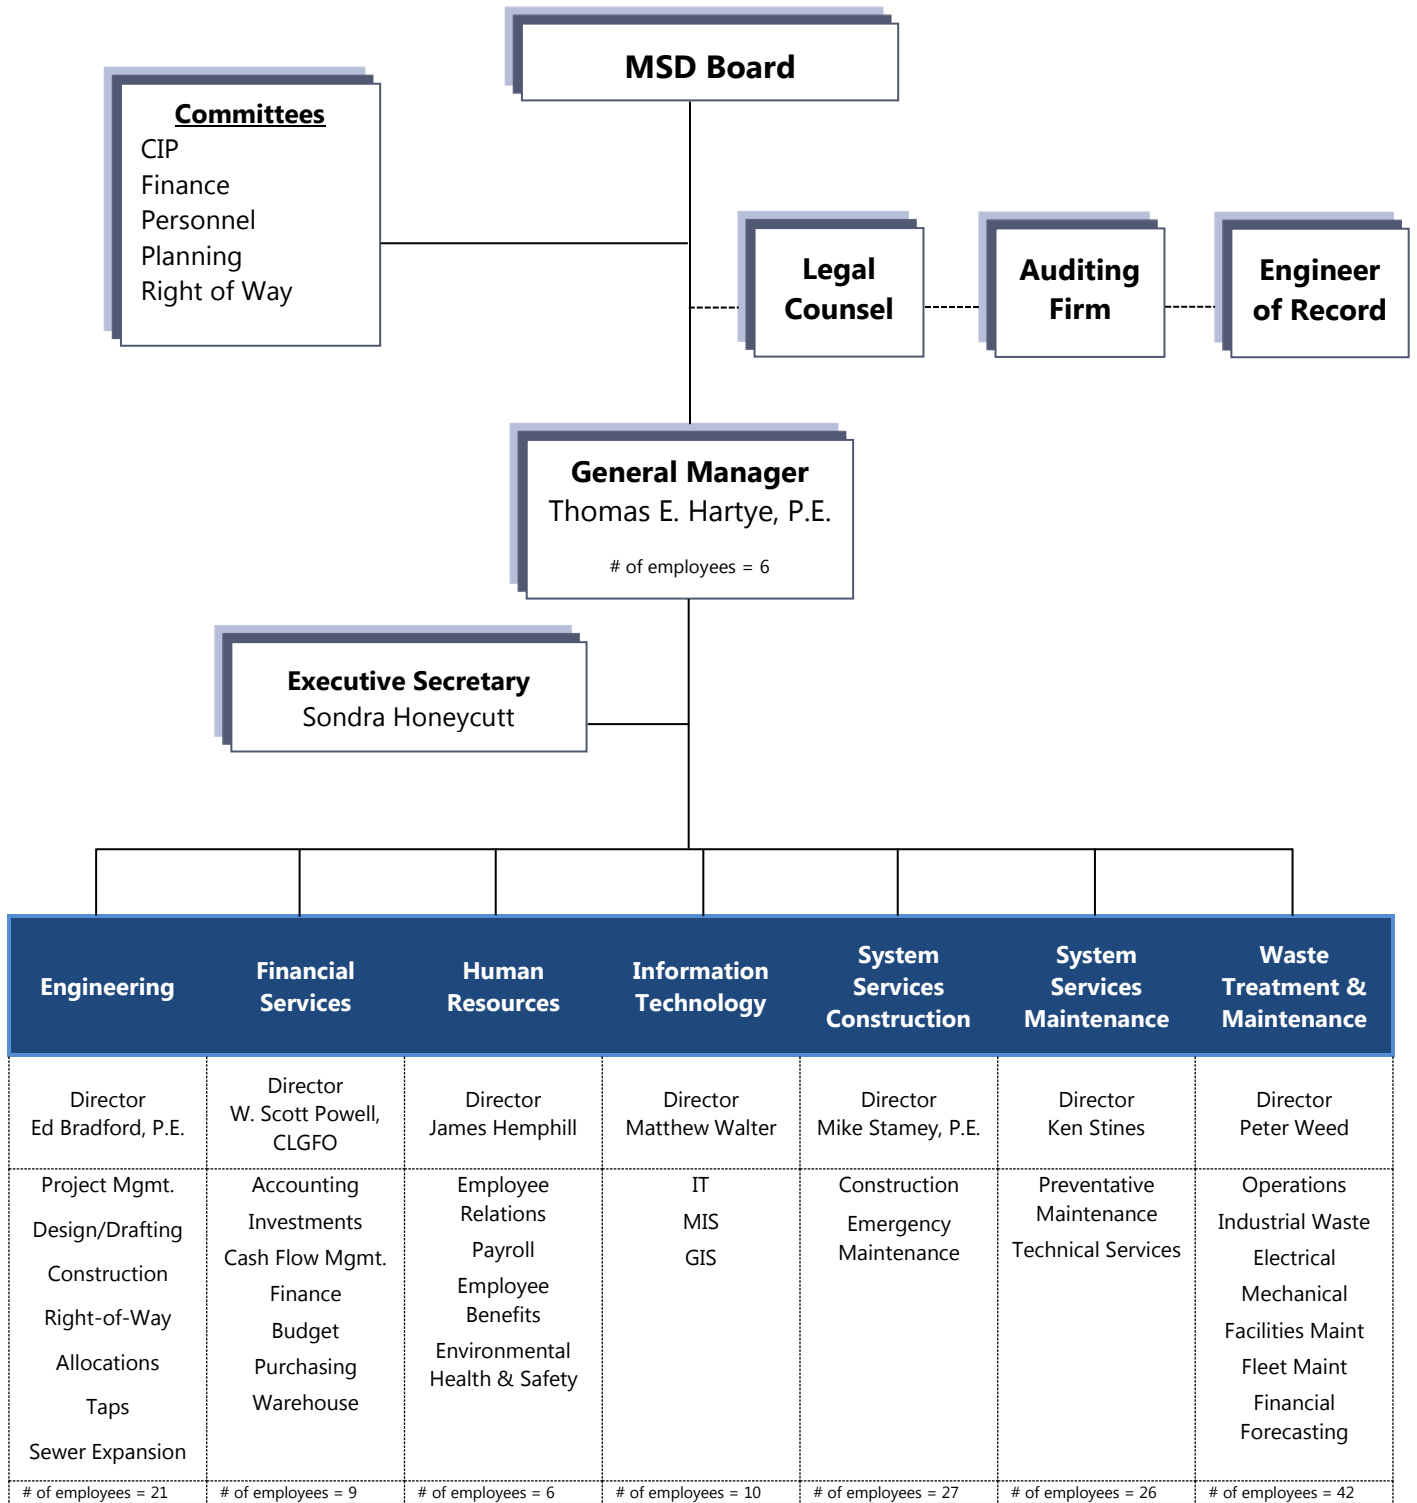 MSD Board
Committees
CIP
Finance
Personnel
Planning
Right of Way
Legal
Counsel
Auditing
Firm
Engineer
of Record
General Manager
Thomas E. Hartye, P.E.
# of employees = 6
Executive Secretary
Sondra Honeycutt
Engineering
Financial
Services
Human
Resources
Information
Technology
System
Services
Construction
System
Services
Maintenance
Waste
Treatment &
Maintenance
Director
Ed Bradford, P.E.
Director
W. Scott Powell,
CLGFO
Director
James Hemphill
Director
Matthew Walter
Director
Mike Stamey, P.E.
Director
Ken Stines
Director
Peter Weed
Project Mgmt.
Design/Drafting
Construction
Right-of-Way
Allocations
Taps
Sewer Expansion
Accounting
Investments
Cash Flow Mgmt.
Finance
Budget
Purchasing
Warehouse
Employee
Relations
Payroll
Employee
Benefits
Environmental
Health & Safety
IT
MIS
GIS
Construction
Emergency
Maintenance
Preventative
Maintenance
Technical Services
Operations
Industrial Waste
Electrical
Mechanical
Facilities Maint
Fleet Maint
Financial
Forecasting
# of employees = 21
# of employees = 9
# of employees = 6
# of employees = 10
# of employees = 27
# of employees = 26
# of employees = 42